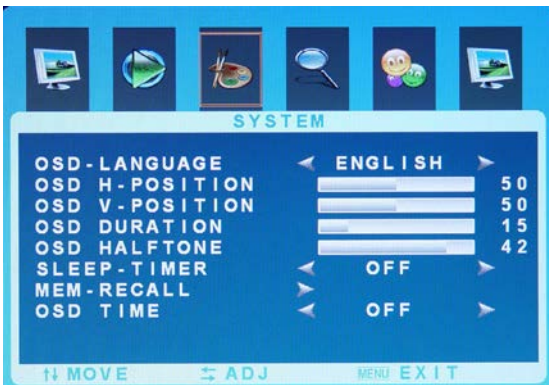 SYSTEM
OSD-LANGUAGE ENGLISH
OSD H-POSITION 50
OSD V-POSITION 50
OSD DURATION 15
OSD HALFTONE 42
SLEEP-TIMER OFF
MEM-RECALL
OSD TIME OFF
MOVE ADJ MENU EXIT